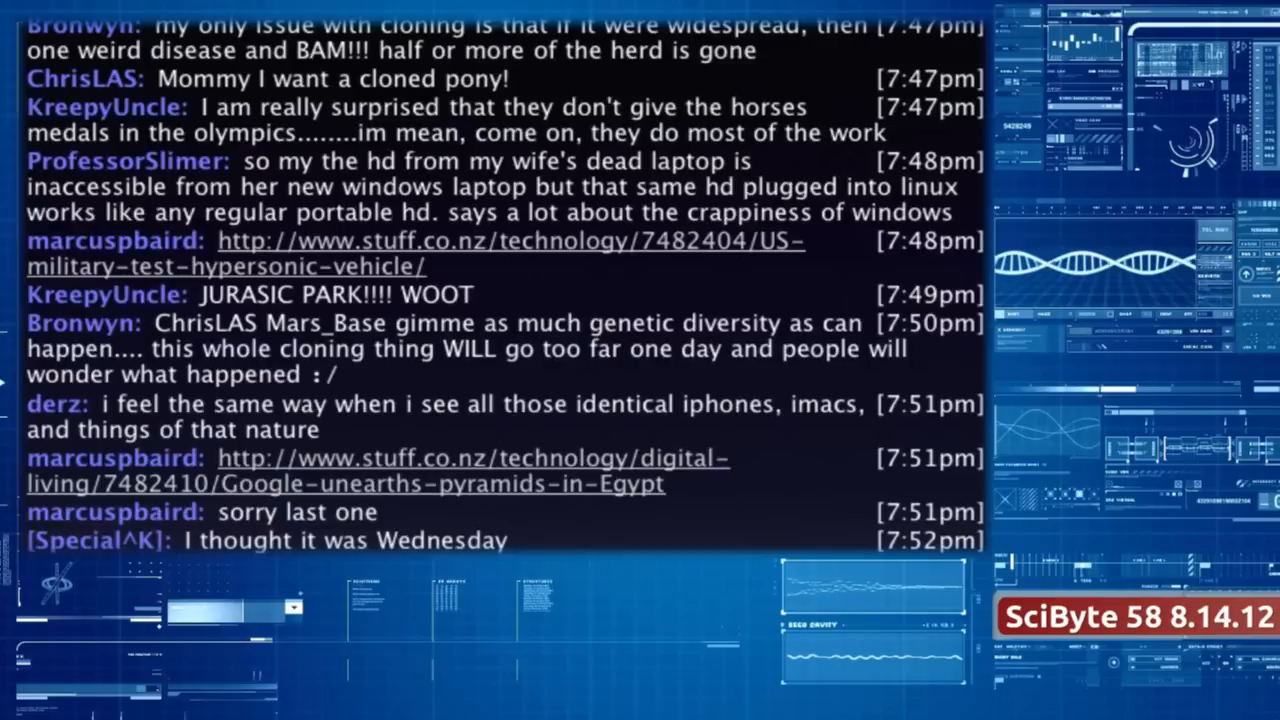 Bronwyn: my only issue with cloning is that if it were widespread, then [7:47pm]
one weird disease and BAM!!! half or more of the herd is gone
ChrisLAS: Mommy I want a cloned pony! [7:47pm]
KreepyUncle: I am really suprised that they don't give the horses [7:47pm]
medals in the olympics........i mean, come on, they do most of the work
ProfessorSlimer: so my the hd from my wife's dead laptop is [7:48pm]
inaccessible from her new windows laptop but that same hd plugged into linux
works like any regular portable hd. says a lot about the crappiness of windows
marcuspbaird: http://www.stuff.co.nz/technology/7482404/US- [7:48pm]
military-test-hypersonic-vehicle/
KreepyUncle: JURASIC PARK!!!! WOOT [7:49pm]
Bronwyn: ChrisLAS Mars_Base gimme as much genetic diversity as can [7:50pm]
happen.... this whole cloning thing WILL go too far one day and people will
wonder what happened :/
derz: i feel the same way when i see all those identical iphones, imacs, [7:51pm]
and things of that nature
marcuspbaird: http://www.stuff.co.nz/technology/digital- [7:51pm]
living/7482410/Google-unearths-pyramids-in-Egypt
marcuspbaird: sorry last one [7:51pm]
[Special^K]: I thought it was Wednesday [7:52pm]
9428249
SciByte 58 8.14.12